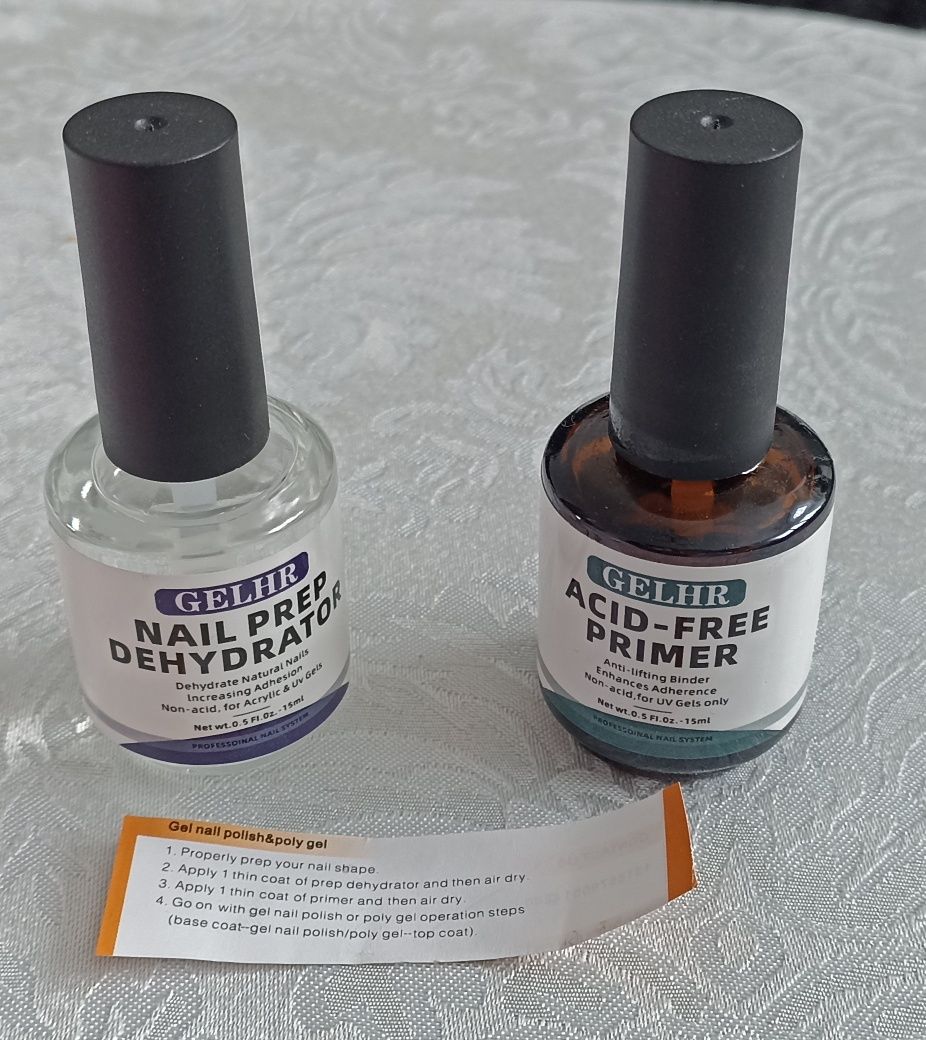 GELHR
NAIL PREP
DEHYDRATOR
Dehydrate Natural Nails
Increasing Adhesion
Non-acid, for Acrylic & Uv Gels
Net wt.0.5 Fl.Oz.-15ml
PROFESSOINAL NAIL SYSTEM
GELHR
ACID-FREE
PRIMER
Anti-lifting Binder
Enhances Adherence
Non-acid,for UV Gels only
Net wt.0.5 Fl.Oz.-15ml
PROFESSOINAL NAIL SYSTEM
Gel nail polish&poly gel
1. Properly prep your nail shape.
2. Apply 1 thin coat of prep dehydrator and then air dry.
3. Apply 1 thin coat of primer and then air dry.
4. Go on with gel nail polish or poly gel operation steps
(base coat--gel nail polish/poly gel--top coat).